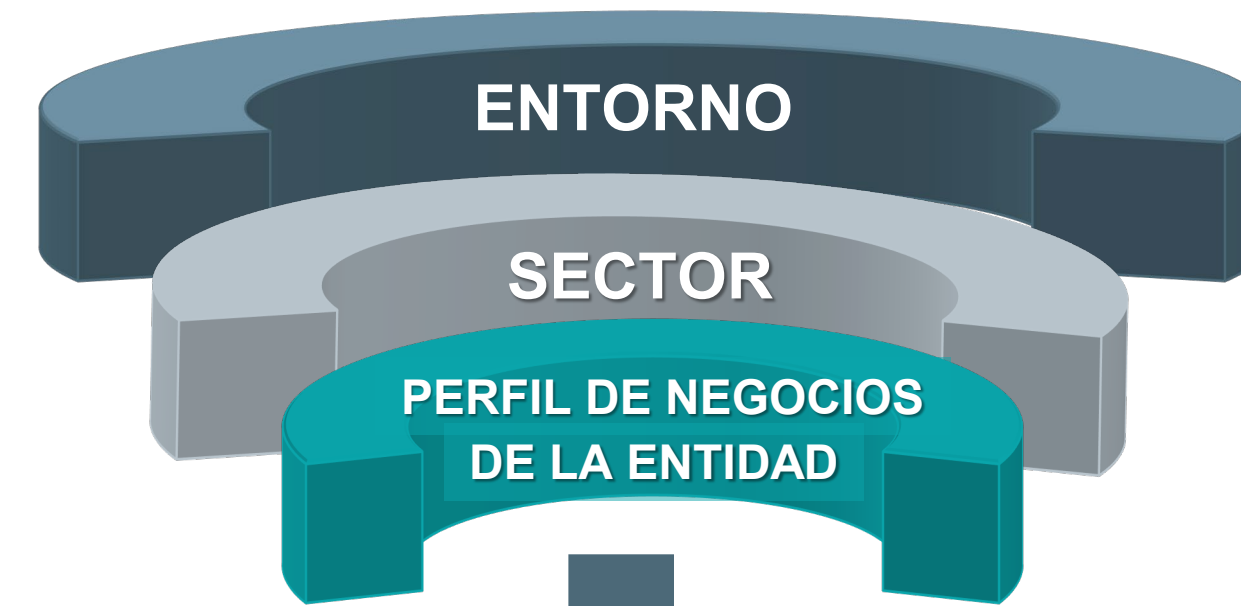 ENTORNO
SECTOR
PERFIL DE NEGOCIOS
DE LA ENTIDAD